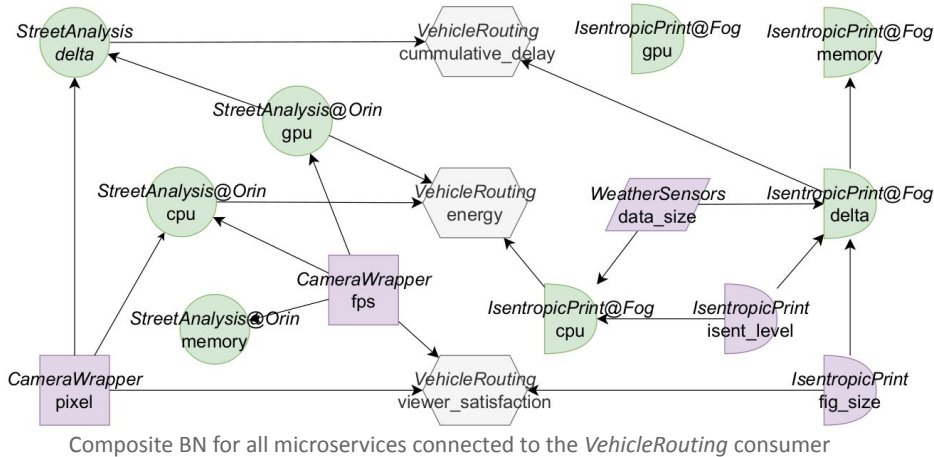 StreetAnalysis
delta
VehicleRouting
cummulative_delay
IsentropicPrint@Fog
gpu
IsentropicPrint@Fog
memory
StreetAnalysis@Orin
gpu
StreetAnalysis@Orin
cpu
VehicleRouting
energy
WeatherSensors
data_size
IsentropicPrint@Fog
delta
CameraWrapper
fps
StreetAnalysis@Orin
memory
IsentropicPrint@Fog
cpu
IsentropicPrint
isent_level
CameraWrapper
pixel
VehicleRouting
viewer_satisfaction
IsentropicPrint
fig_size
Composite BN for all microservices connected to the VehicleRouting consumer